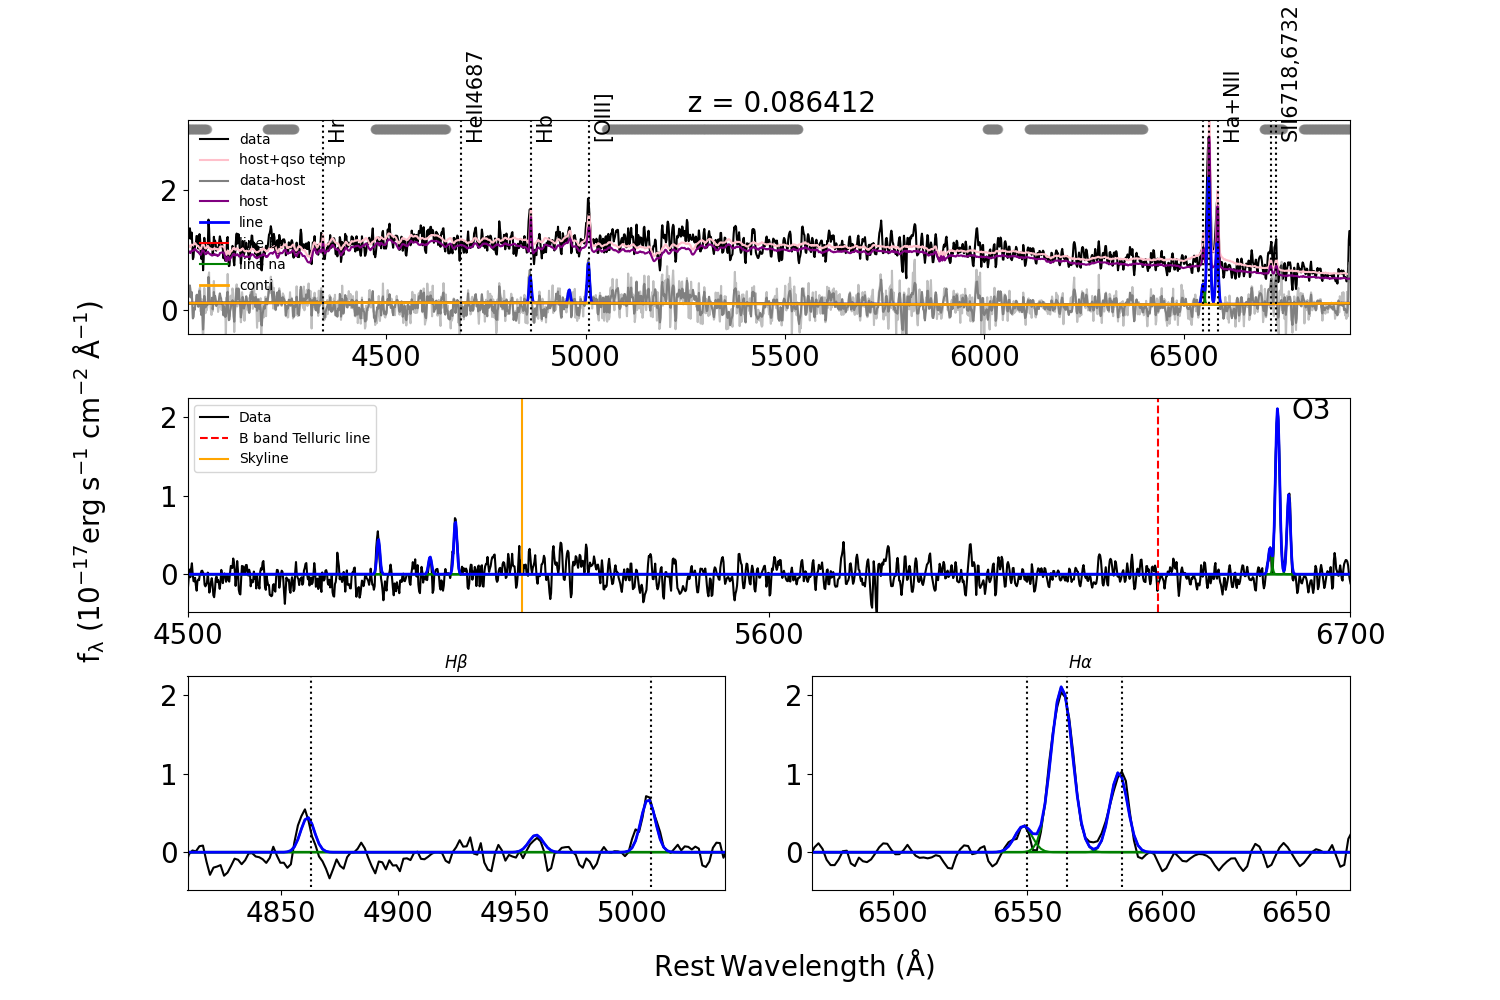 z = 0.086412
Hr
HeII4687
Hb
[OIII]
Ha+NII
SII6718,6732
data
host+qso temp
data-host
host
line
line na
conti
2
0
4500
5000
5500
6000
6500
Data
B band Telluric line
Skyline
O3
2
1
0
4500
5600
6700
fλ (10−17erg s−1 cm−2 Å−1)
Hβ
2
1
0
4850
4900
4950
5000
Hα
2
1
0
6500
6550
6600
6650
Rest Wavelength (Å)